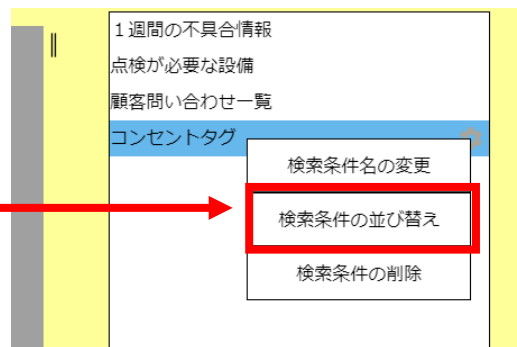 １週間の不具合情報
点検が必要な設備
顧客問い合わせ一覧
コンセントタグ
検索条件名の変更
検索条件の並び替え
検索条件の削除